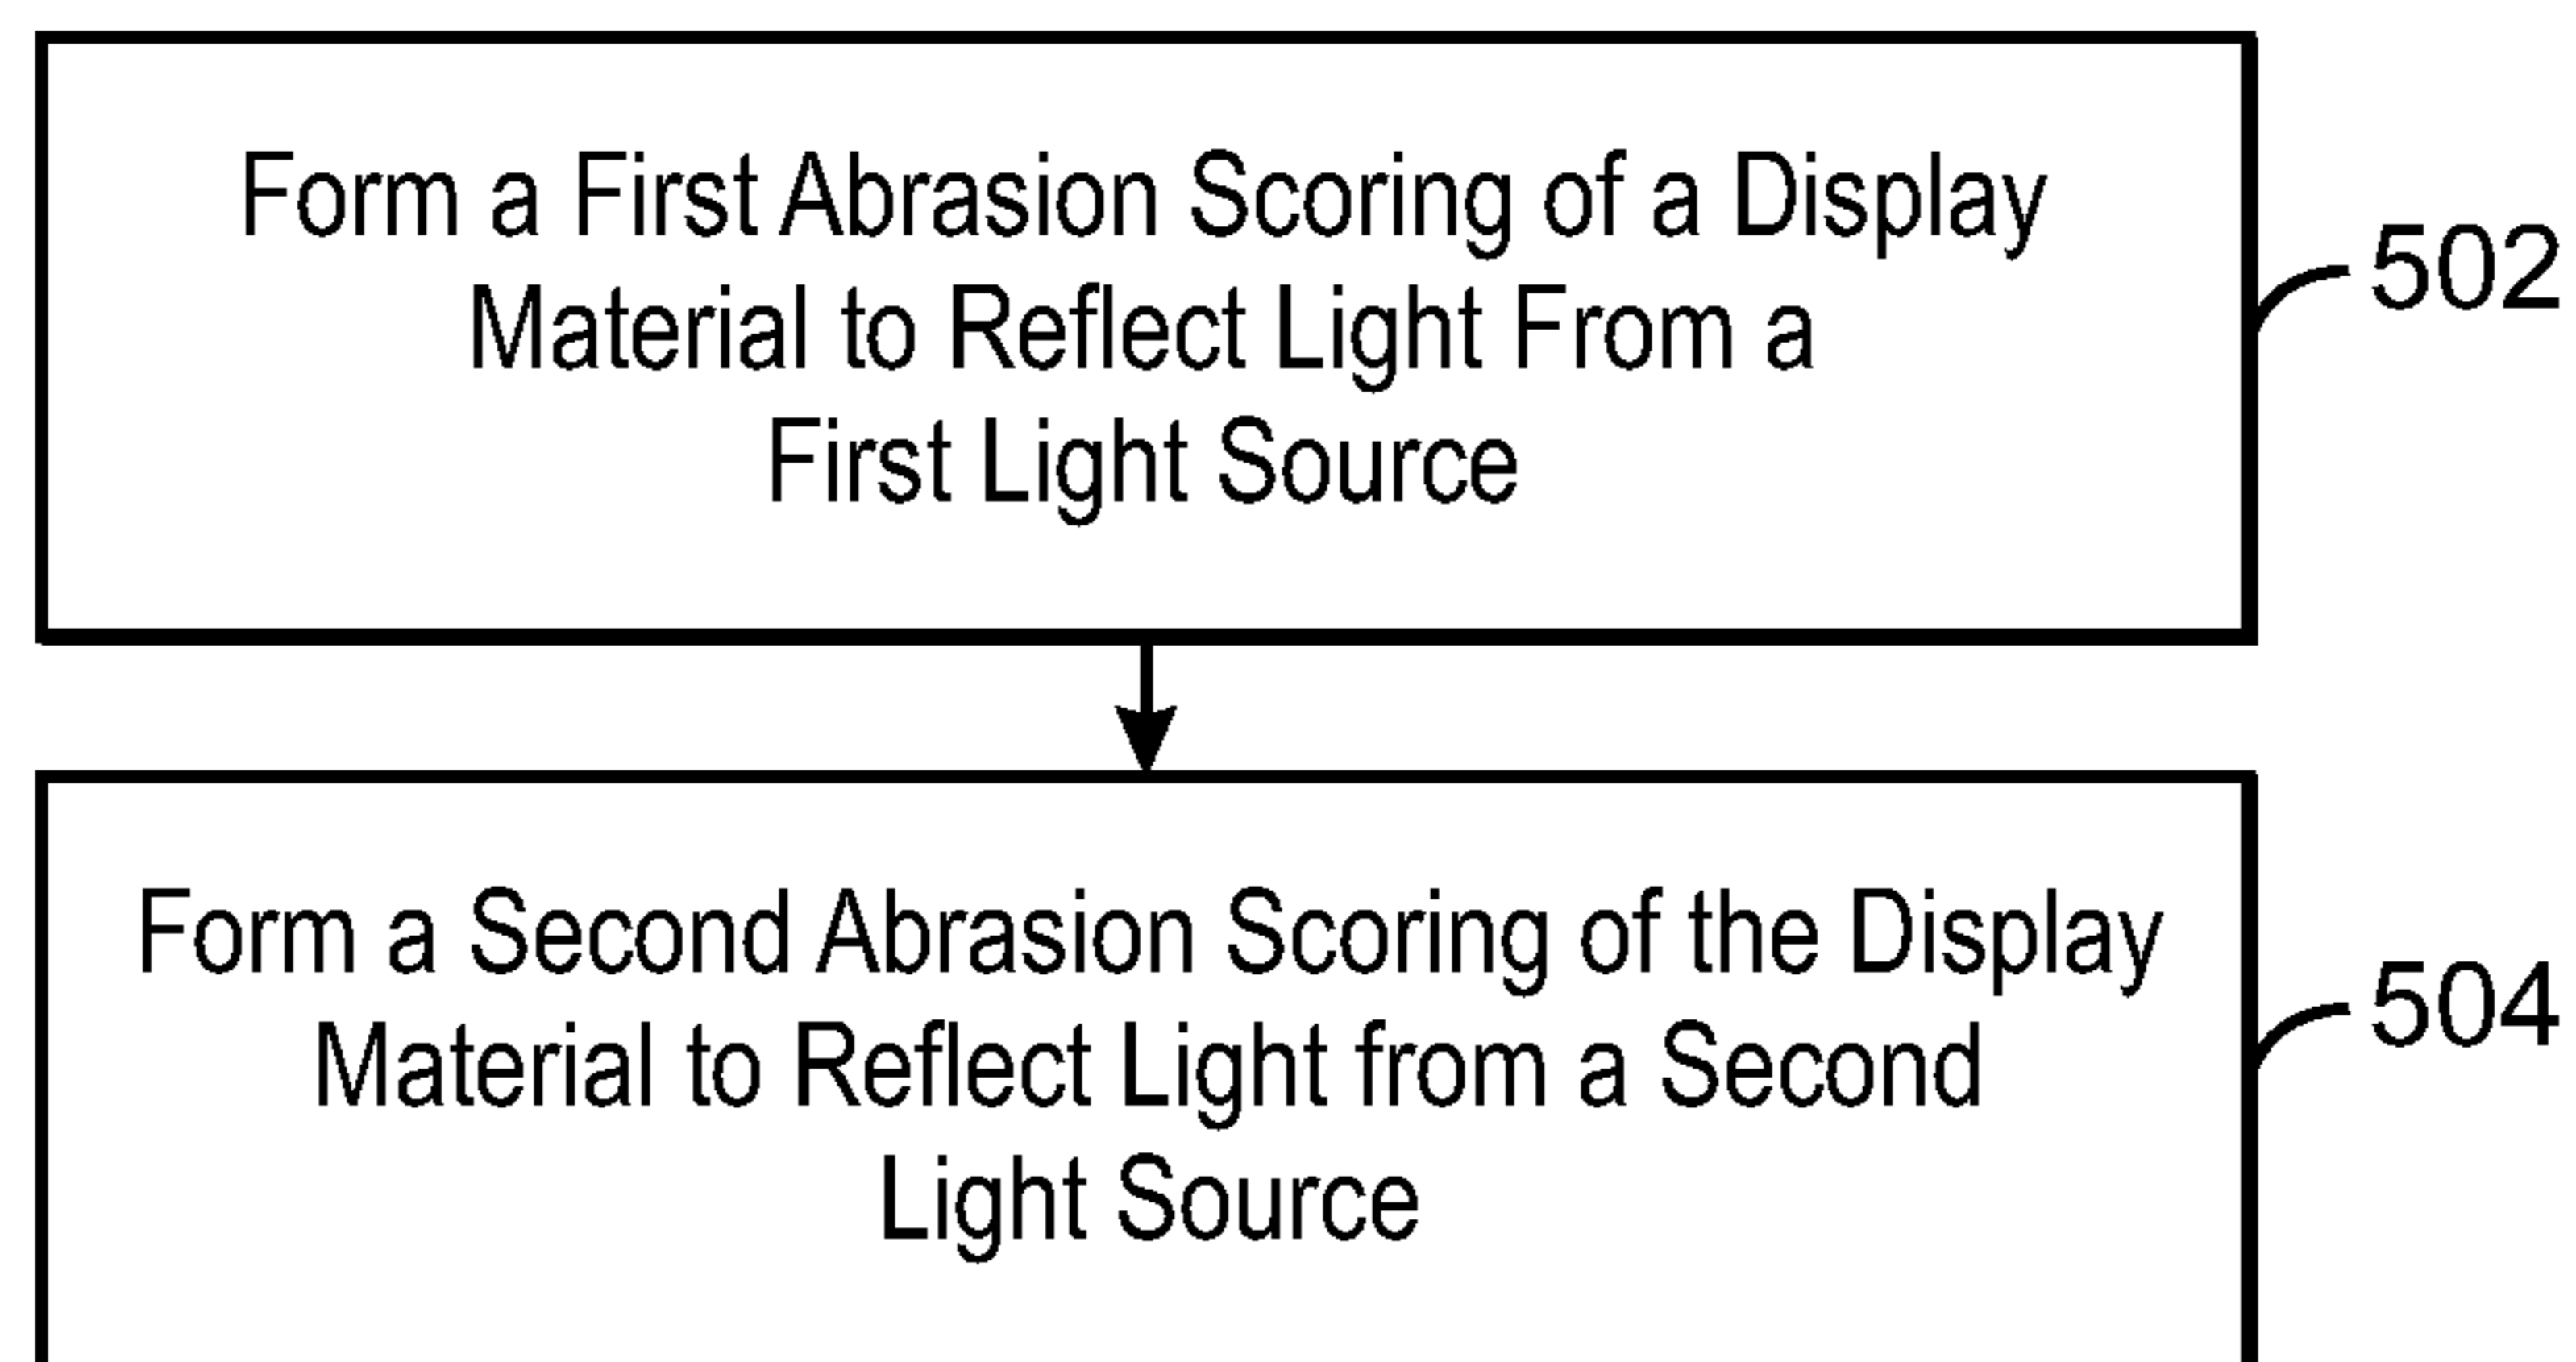 Form a First Abrasion Scoring of a Display
Material to Reflect Light From a
First Light Source
502
Form a Second Abrasion Scoring of the Display
Material to Reflect Light from a Second
Light Source
504